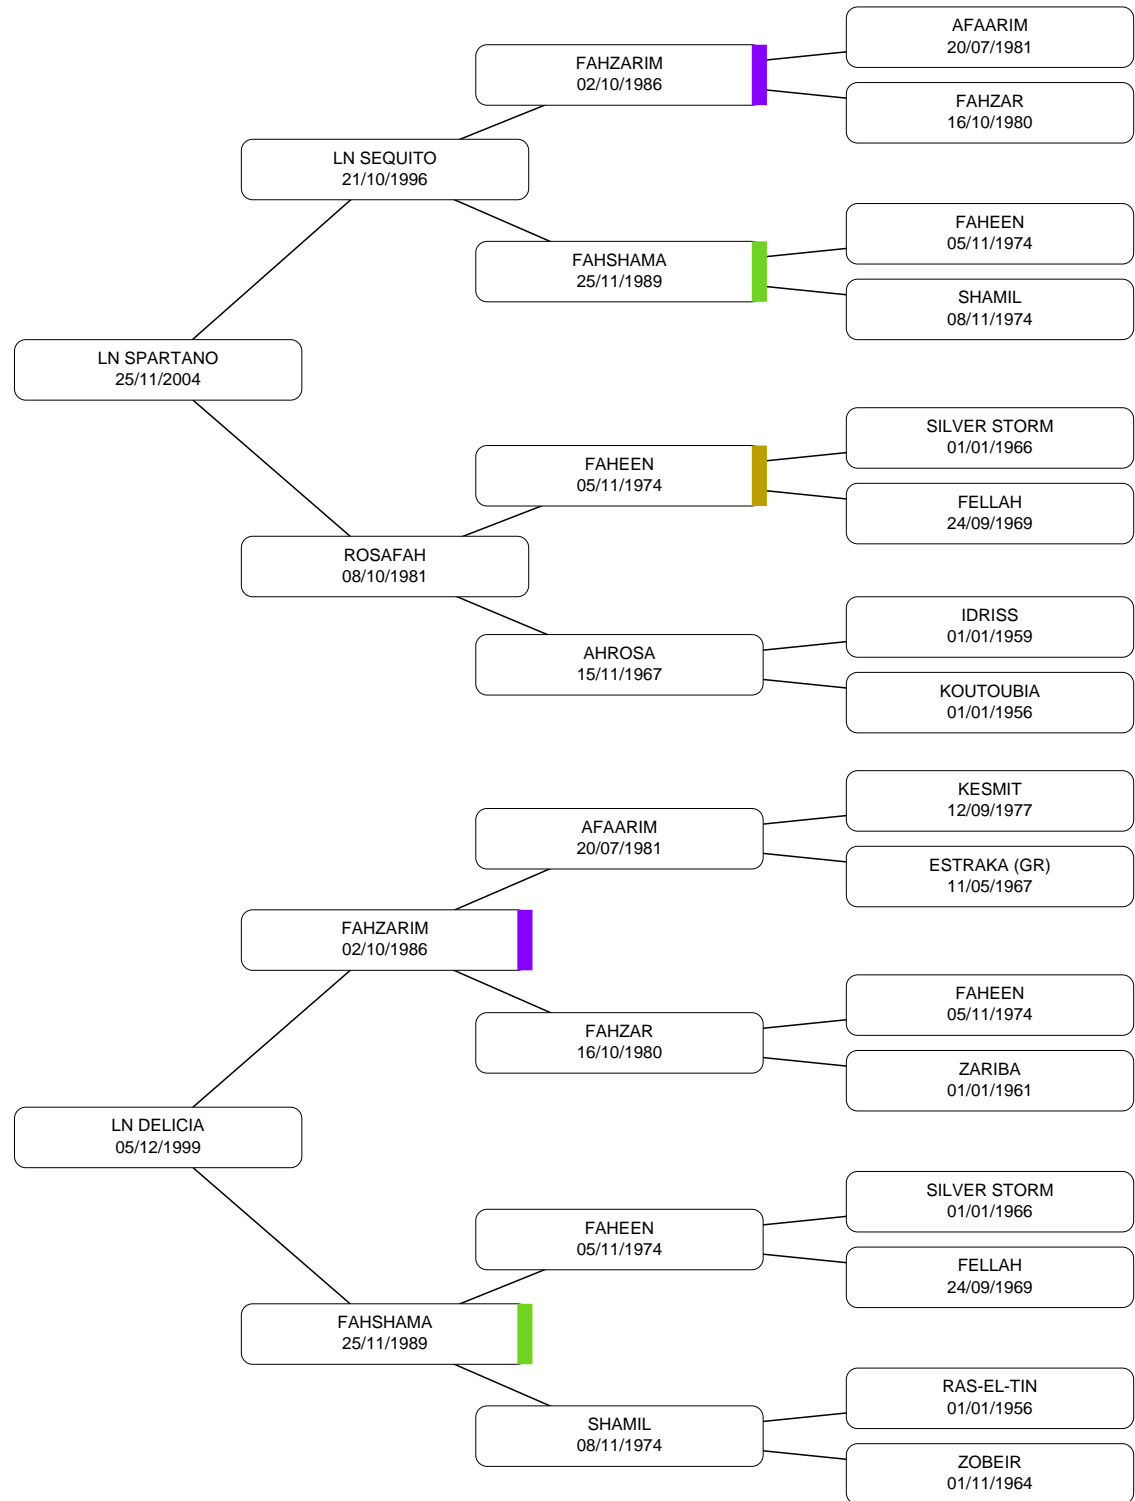 AFAARIM
20/07/1981
FAHZARIM
02/10/1986
FAHZAR
16/10/1980
LN SEQUITO
21/10/1996
FAHEEN
05/11/1974
FAHSHAMA
25/11/1989
SHAMIL
08/11/1974
LN SPARTANO
25/11/2004
SILVER STORM
01/01/1966
FAHEEN
05/11/1974
FELLAH
24/09/1969
ROSAFAH
08/10/1981
IDRISS
01/01/1959
AHROSA
15/11/1967
KOUTOUBIA
01/01/1956
KESMIT
12/09/1977
AFAARIM
20/07/1981
ESTRAKA (GR)
11/05/1967
FAHZARIM
02/10/1986
FAHEEN
05/11/1974
FAHZAR
16/10/1980
ZARIBA
01/01/1961
LN DELICIA
05/12/1999
SILVER STORM
01/01/1966
FAHEEN
05/11/1974
FELLAH
24/09/1969
FAHSHAMA
25/11/1989
RAS-EL-TIN
01/01/1956
SHAMIL
08/11/1974
ZOBEIR
01/11/1964